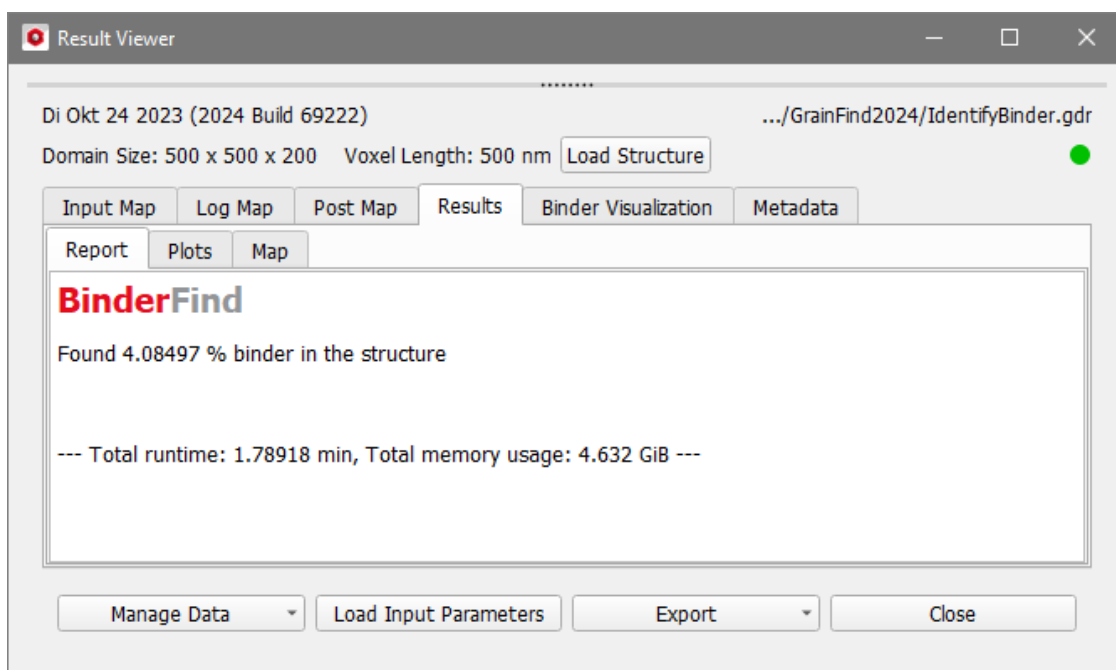 Result Viewer
Di Okt 24 2023 (2024 Build 69222) .../GrainFind2024/IdentifyBinder.gdr
Domain Size: 500 x 500 x 200 Voxel Length: 500 nm Load Structure
Input Map Log Map Post Map Results Binder Visualization Metadata
Report Plots Map
BinderFind
Found 4.08497 % binder in the structure
--- Total runtime: 1.78918 min, Total memory usage: 4.632 GiB ---
Manage Data Load Input Parameters Export Close